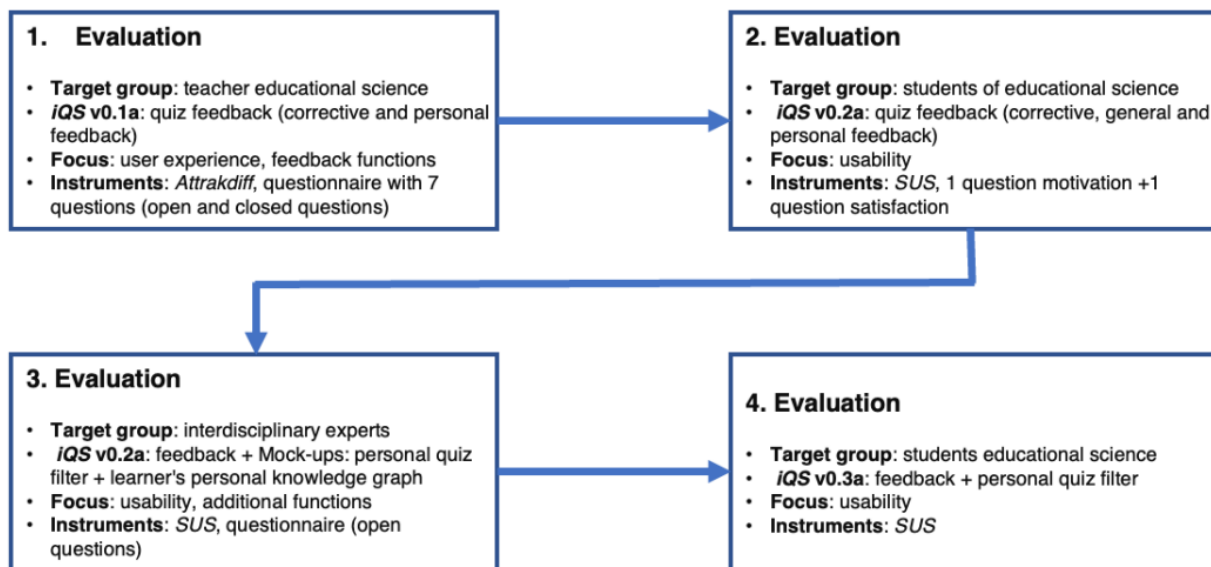 1. Evaluation
• Target group: teacher educational science
• iQS v0.1a: quiz feedback (corrective and personal
feedback)
• Focus: user experience, feedback functions
• Instruments: Attrakdiff, questionnaire with 7
questions (open and closed questions)
2. Evaluation
• Target group: students of educational science
• iQS v0.2a: quiz feedback (corrective, general and
personal feedback)
• Focus: usability
• Instruments: SUS, 1 question motivation +1
question satisfaction
3. Evaluation
• Target group: interdisciplinary experts
• iQS v0.2a: feedback + Mock-ups: personal quiz
filter + learner's personal knowledge graph
• Focus: usability, additional functions
• Instruments: SUS, questionnaire (open
questions)
4. Evaluation
• Target group: students educational science
• iQS v0.3a: feedback + personal quiz filter
• Focus: usability
• Instruments: SUS